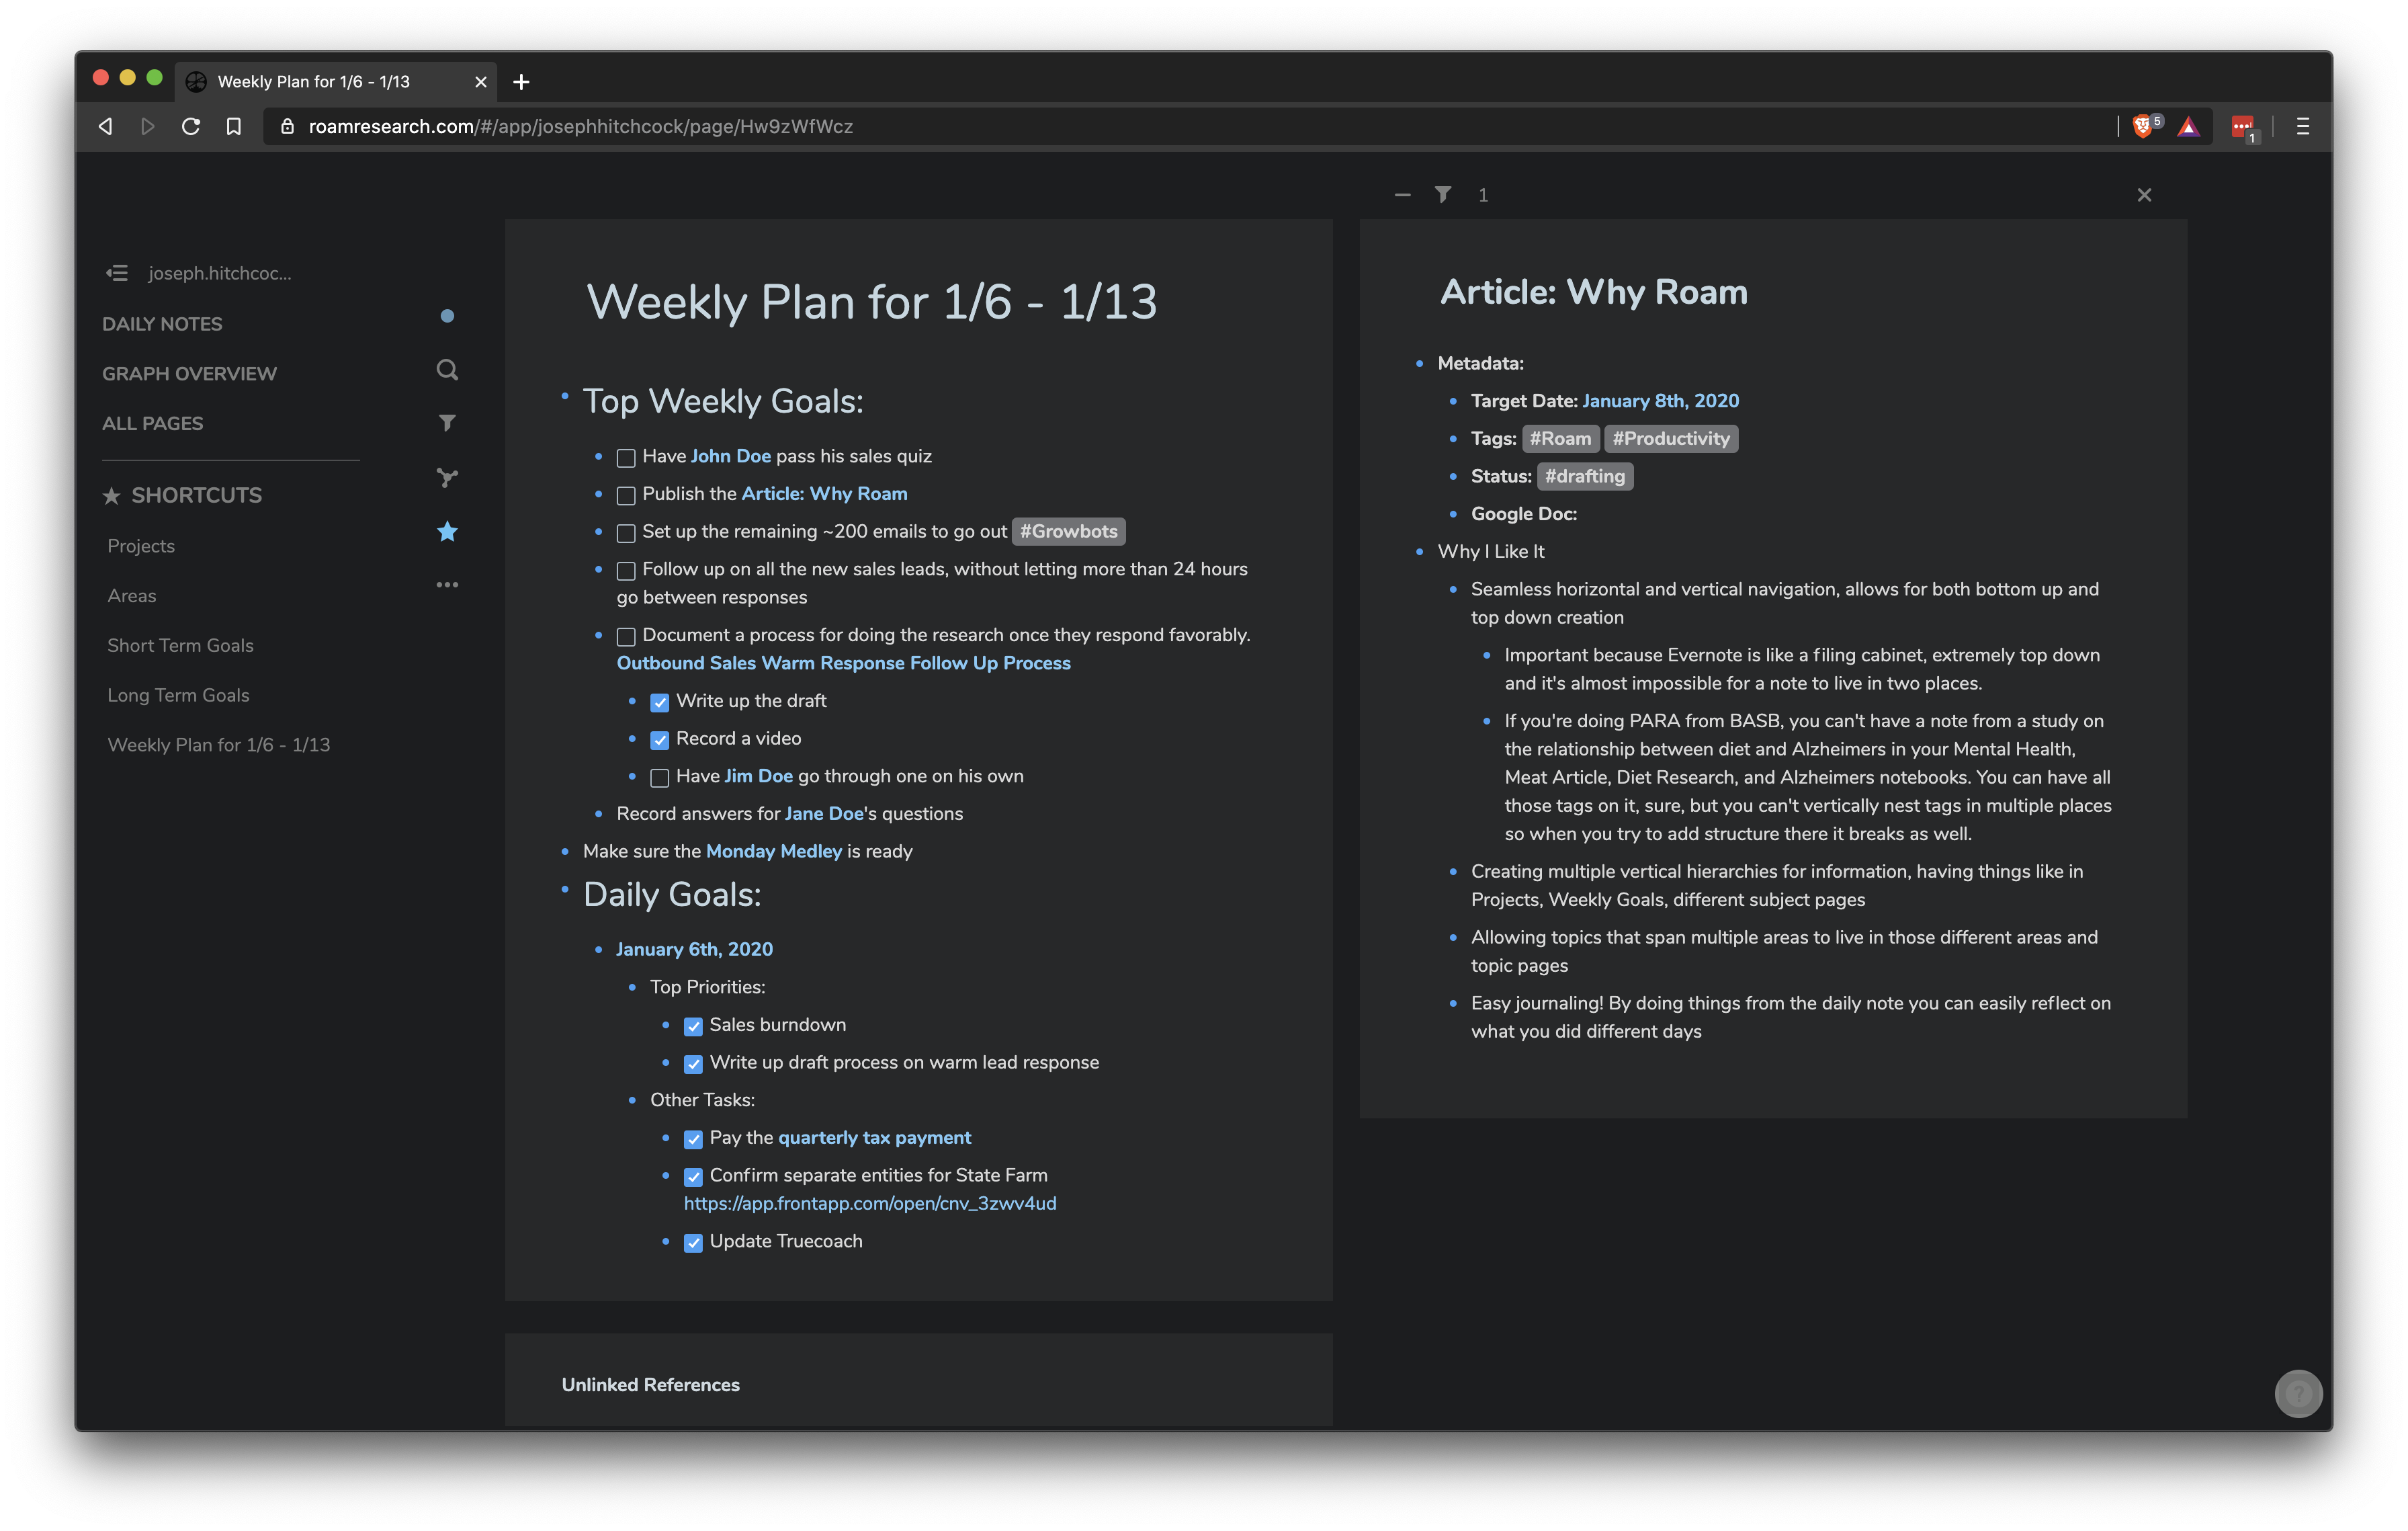 Weekly Plan for 1/6 - 1/13
roamresearch.com/#/app/josephhitchcock/page/Hw9zWfWcz
5
1
1
joseph.hitchcoc...
DAILY NOTES
GRAPH OVERVIEW
ALL PAGES
SHORTCUTS
Projects
Areas
Short Term Goals
Long Term Goals
Weekly Plan for 1/6 - 1/13
Weekly Plan for 1/6 - 1/13
Top Weekly Goals:
Have John Doe pass his sales quiz
Publish the Article: Why Roam
Set up the remaining ~200 emails to go out #Growbots
Follow up on all the new sales leads, without letting more than 24 hours
go between responses
Document a process for doing the research once they respond favorably.
Outbound Sales Warm Response Follow Up Process
Write up the draft
Record a video
Have Jim Doe go through one on his own
Record answers for Jane Doe's questions
Make sure the Monday Medley is ready
Daily Goals:
January 6th, 2020
Top Priorities:
Sales burndown
Write up draft process on warm lead response
Other Tasks:
Pay the quarterly tax payment
Confirm separate entities for State Farm
https://app.frontapp.com/open/cnv_3zwv4ud
Update Truecoach
Unlinked References
Article: Why Roam
Metadata:
Target Date: January 8th, 2020
Tags: #Roam #Productivity
Status: #drafting
Google Doc:
Why I Like It
Seamless horizontal and vertical navigation, allows for both bottom up and
top down creation
Important because Evernote is like a filing cabinet, extremely top down
and it's almost impossible for a note to live in two places.
If you're doing PARA from BASB, you can't have a note from a study on
the relationship between diet and Alzheimers in your Mental Health,
Meat Article, Diet Research, and Alzheimers notebooks. You can have all
those tags on it, sure, but you can't vertically nest tags in multiple places
so when you try to add structure there it breaks as well.
Creating multiple vertical hierarchies for information, having things like in
Projects, Weekly Goals, different subject pages
Allowing topics that span multiple areas to live in those different areas and
topic pages
Easy journaling! By doing things from the daily note you can easily reflect on
what you did different days
?